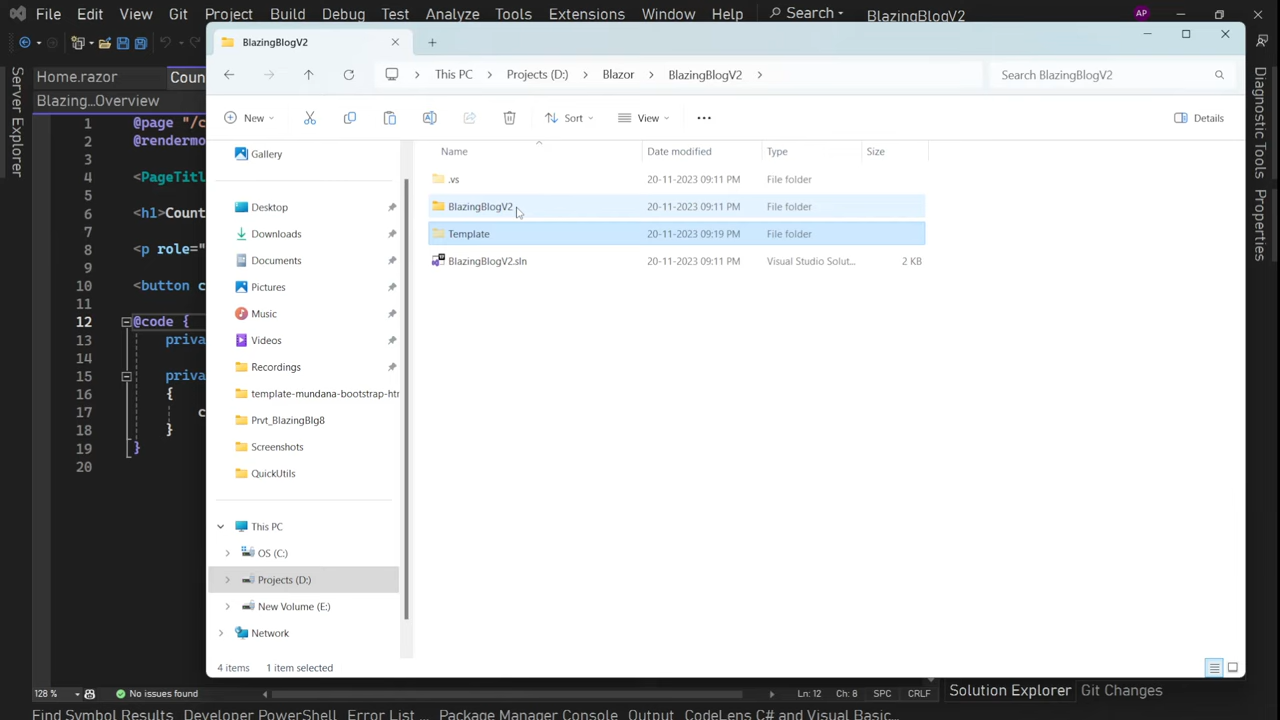 File Edit View Git Project Build Debug Test Analyze Tools Extensions Window Help Search BlazingBlogV2 AP
BlazingBlogV2
This PC Projects (D:) Blazor BlazingBlogV2 Search BlazingBlogV2
New Sort View Details
Home.razor Coun
Blazing...Overview
Server Explorer
Diagnostic Tools
Properties
1 @page "/c
2 @rendermo
3
4 <PageTitl
5
6 <h1>Count
7
8 <p role="
9
10 <button c
11
12 @code {
13 priva
14
15 priva
16 {
17 c
18 }
19 }
20
Gallery
Desktop
Downloads
Documents
Pictures
Music
Videos
Recordings
template-mundana-bootstrap-htr
Prvt_BlazingBlg8
Screenshots
QuickUtils
This PC
OS (C:)
Projects (D:)
New Volume (E:)
Network
Name Date modified Type Size
.vs 20-11-2023 09:11 PM File folder
BlazingBlogV2 20-11-2023 09:11 PM File folder
Template 20-11-2023 09:19 PM File folder
BlazingBlogV2.sln 20-11-2023 09:11 PM Visual Studio Solut... 2 KB
4 items 1 item selected
128 % No issues found Ln: 12 Ch: 8 SPC CRLF Solution Explorer Git Changes
Find Symbol Results Developer PowerShell Error List ... Package Manager Console Output CodeLens C# and Visual Basic...